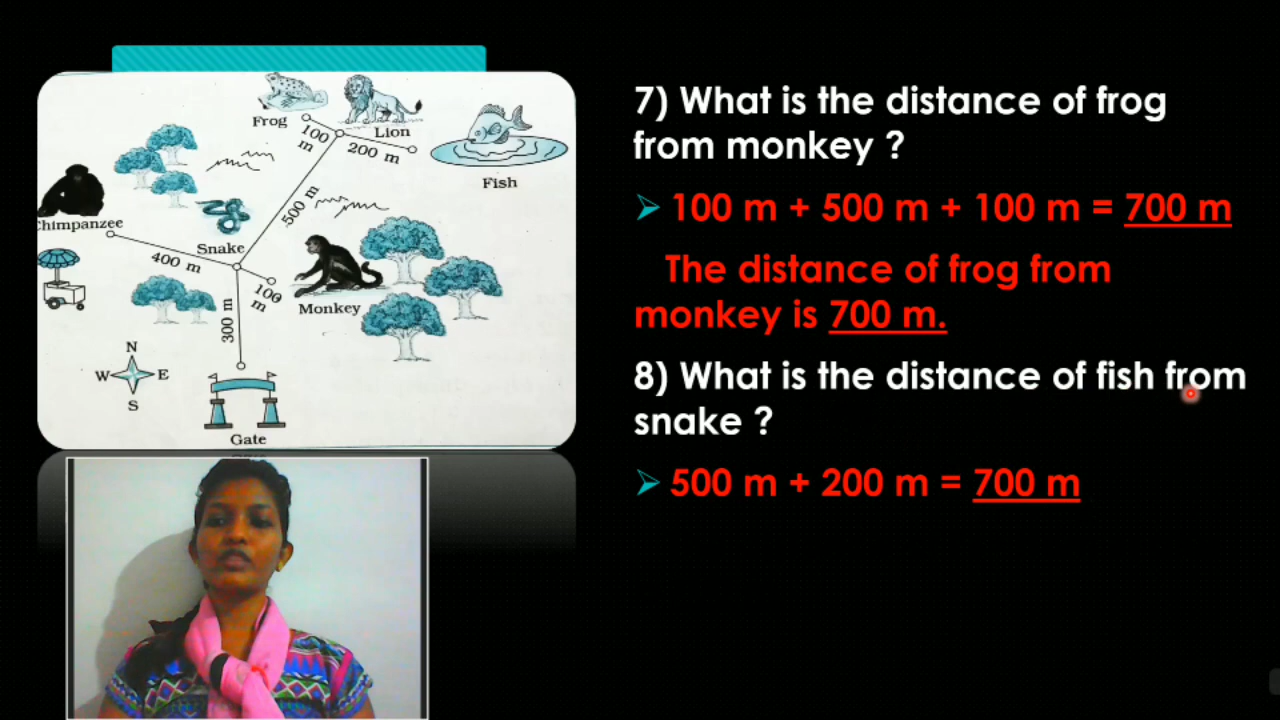 Frog
Lion
100
m
200 m
Fish
500 m
Chimpanzee
Snake
400 m
100
m
Monkey
300 m
N
W
E
S
Gate
7) What is the distance of frog
from monkey ?
100 m + 500 m + 100 m = 700 m
The distance of frog from
monkey is 700 m.
8) What is the distance of fish from
snake ?
500 m + 200 m = 700 m